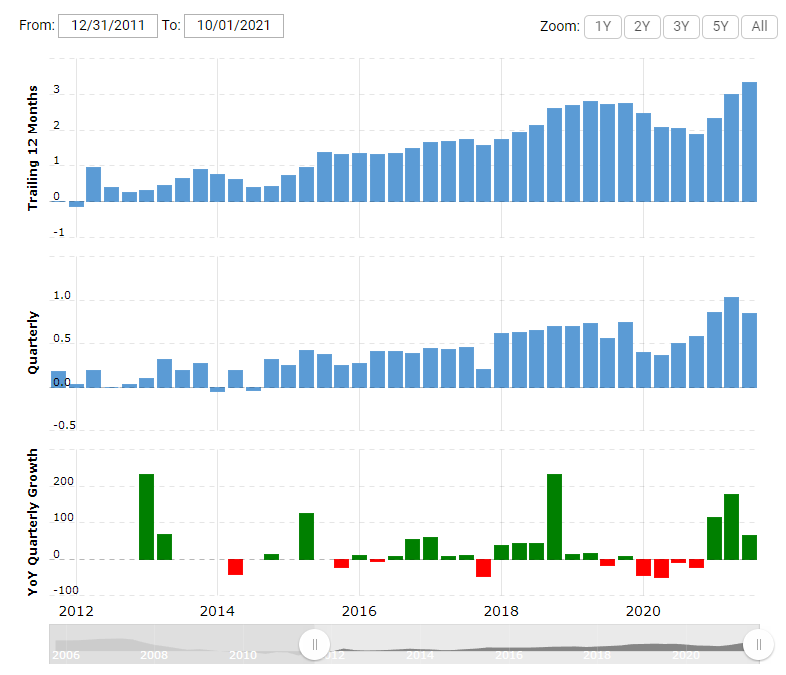 From: 12/31/2011 To: 10/01/2021 Zoom: 1Y 2Y 3Y 5Y All
Trailing 12 Months
3
2
1
0
-1
Quarterly
1.0
0.5
0.0
-0.5
YoY Quarterly Growth
200
100
0
-100
2012 2014 2016 2018 2020
2006 2008 2010 12 2014 2016 2018 2020